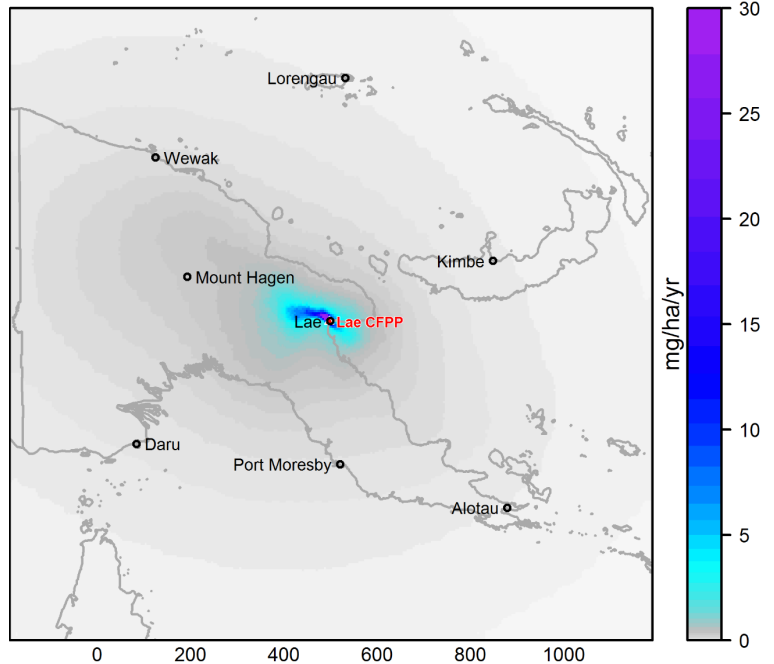 30
Lorengau
25
Wewak
20
Kimbe
Mount Hagen
mg/ha/yr
15
Lae
Lae CFPP
10
Daru
Port Moresby
5
Alotau
0
0 200 400 600 800 1000